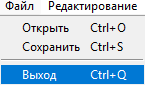 Файл Редактирование
Открыть Ctrl+O
Сохранить Ctrl+S
Выход Ctrl+Q